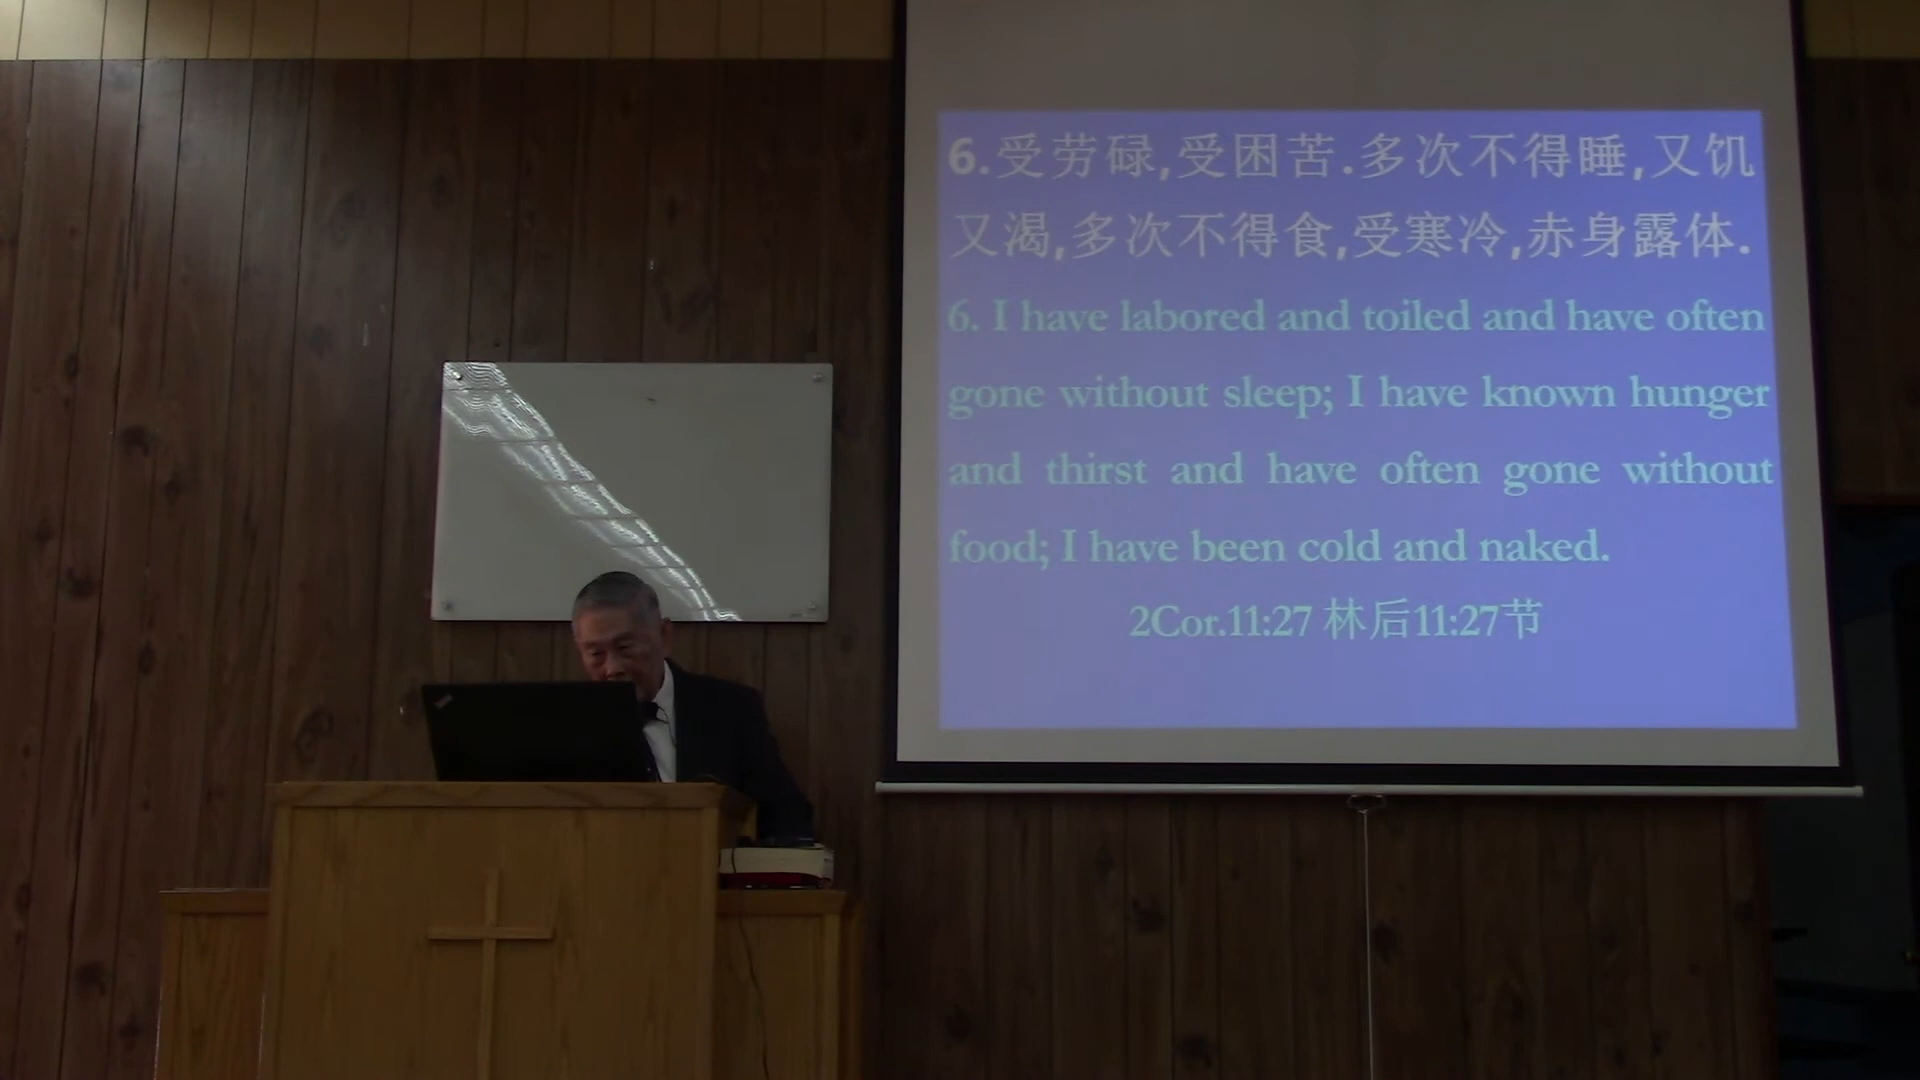 6.受劳碌,受困苦.多次不得睡,又饥
又渴,多次不得食,受寒冷,赤身露体.
6. I have labored and toiled and have often
gone without sleep; I have known hunger
and thirst and have often gone without
food; I have been cold and naked.
2Cor.11:27 林后11:27节